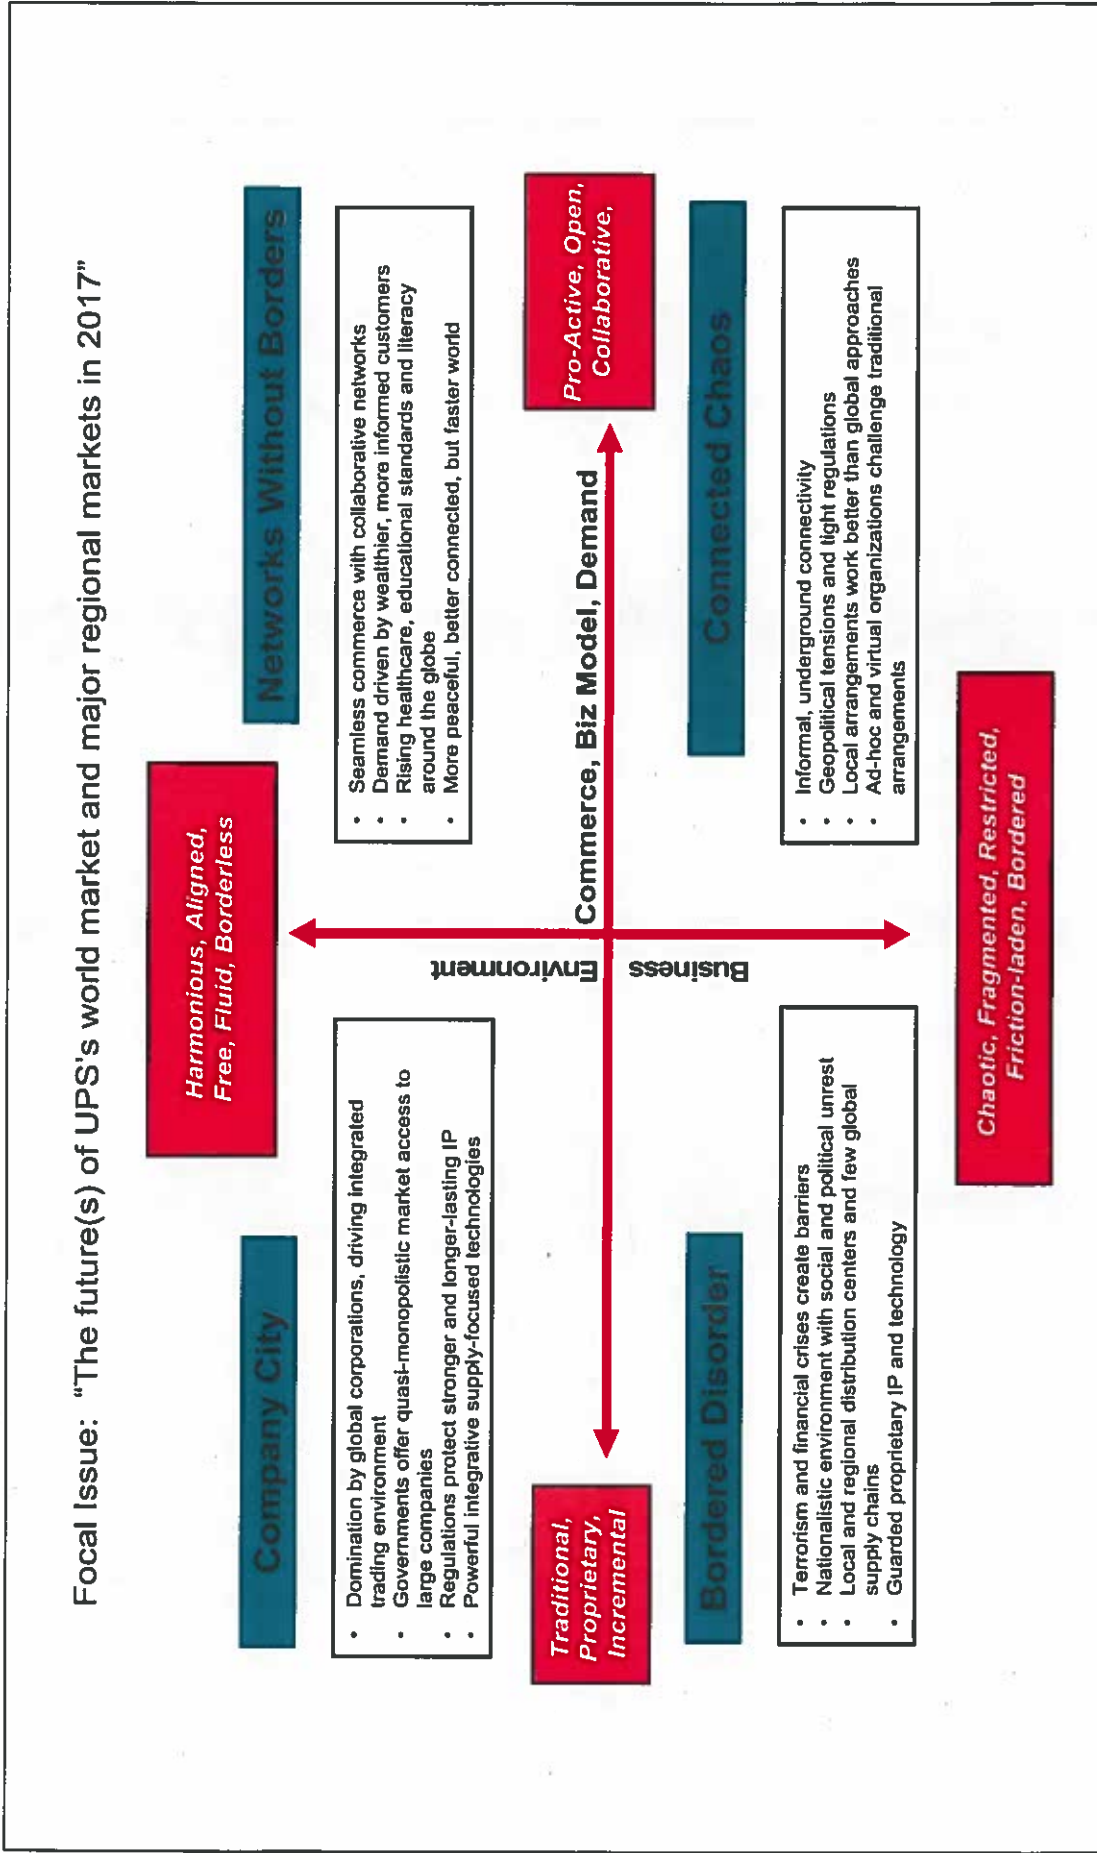 Focal Issue: "The future(s) of UPS's world market and major regional markets in 2017"
Harmonious, Aligned,
Free, Fluid, Borderless
Company City
• Domination by global corporations, driving integrated
trading environment
• Governments offer quasi-monopolistic market access to
large companies
• Regulations protect stronger and longer-lasting IP
• Powerful integrative supply-focused technologies
Networks Without Borders
• Seamless commerce with collaborative networks
• Demand driven by wealthier, more informed customers
• Rising healthcare, educational standards and literacy
around the globe
• More peaceful, better connected, but faster world
Traditional,
Proprietary,
Incremental
Business
Environment
Commerce, Biz Model, Demand
Pro-Active, Open,
Collaborative,
Bordered Disorder
• Terrorism and financial crises create barriers
• Nationalistic environment with social and political unrest
• Local and regional distribution centers and few global
supply chains
• Guarded proprietary IP and technology
Connected Chaos
• Informal, underground connectivity
• Geopolitical tensions and tight regulations
• Local arrangements work better than global approaches
• Ad-hoc and virtual organizations challenge traditional
arrangements
Chaotic, Fragmented, Restricted,
Friction-laden, Bordered